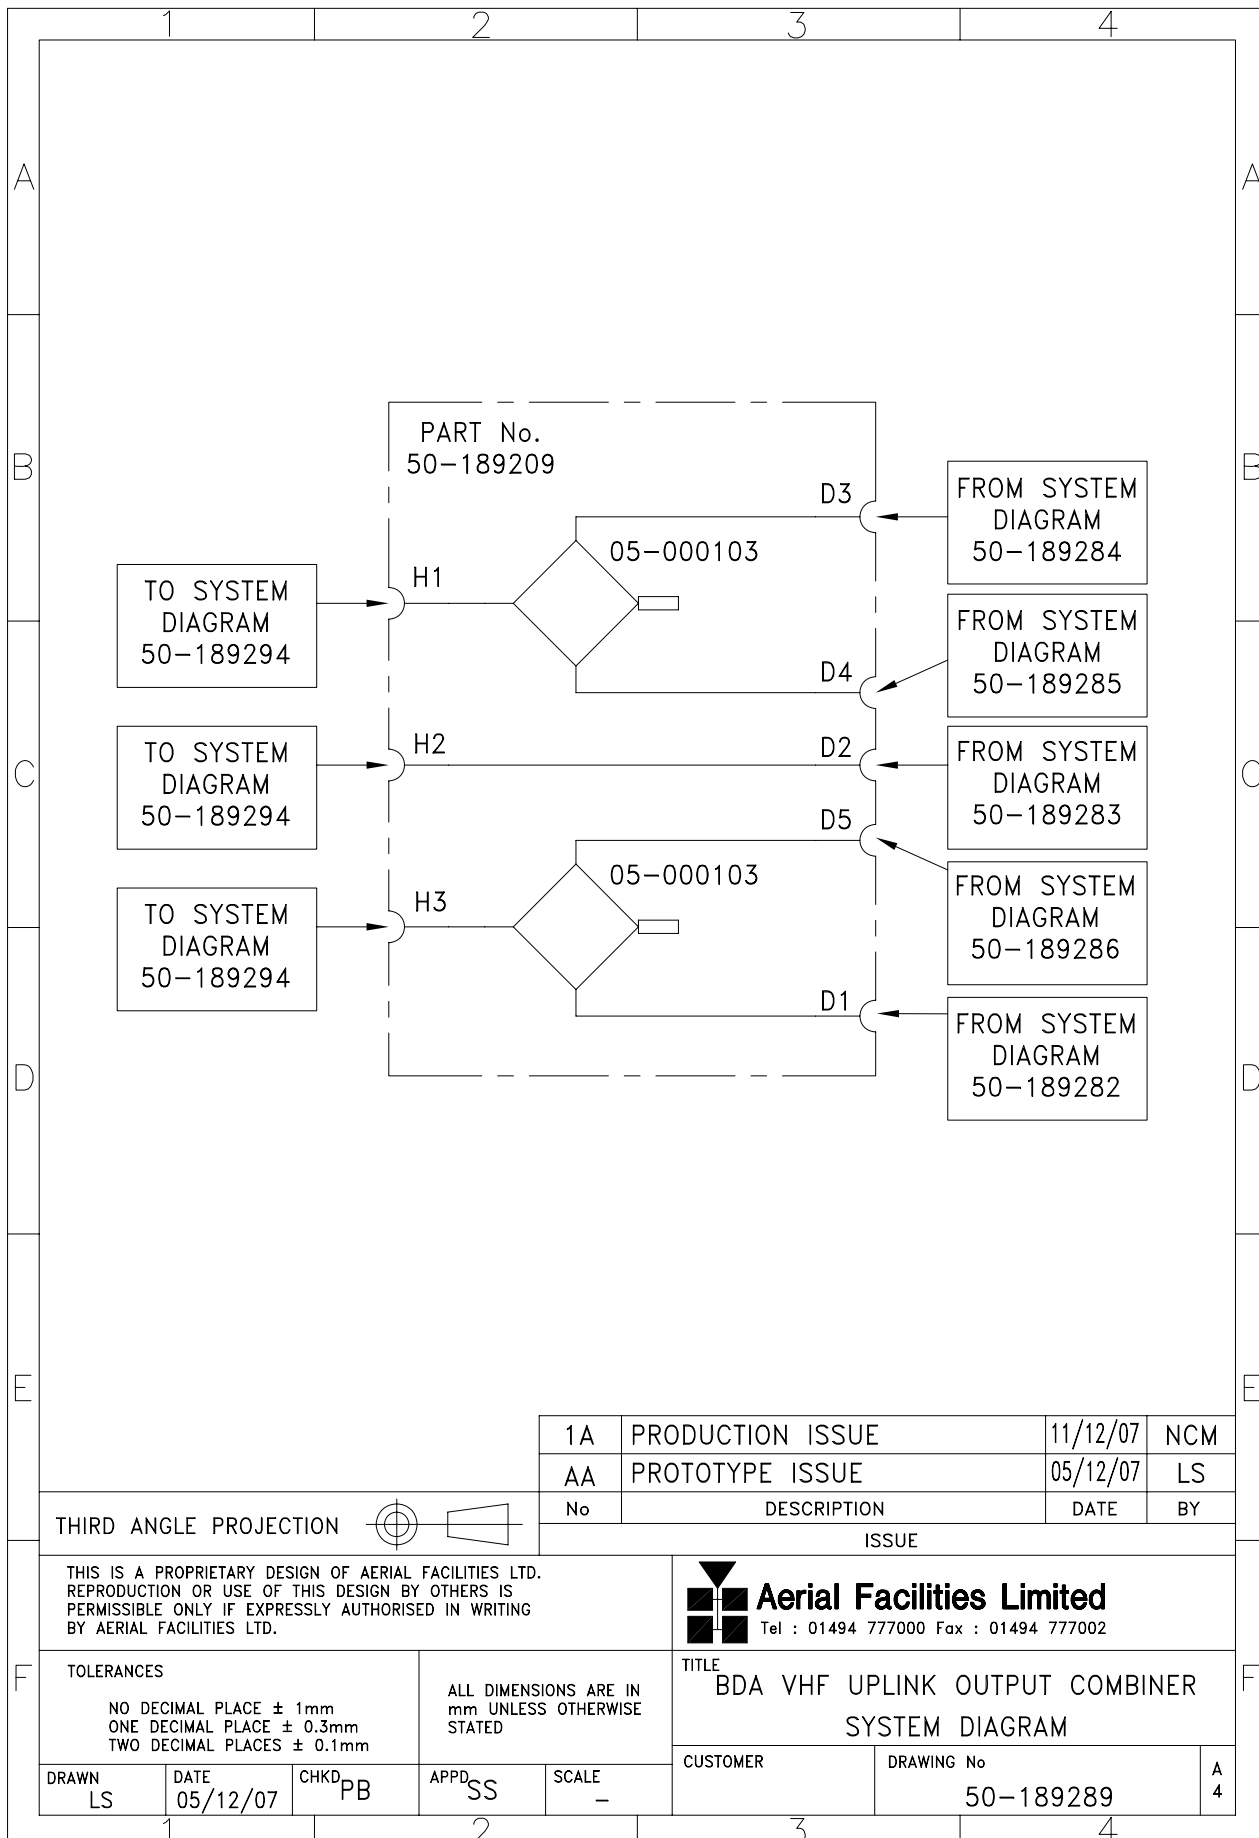 1 2 3 4
A A
PART No.
50-189209
B B
D3
FROM SYSTEM
DIAGRAM
50-189284
05-000103
H1
TO SYSTEM
DIAGRAM
50-189294
FROM SYSTEM
DIAGRAM
50-189285
D4
H2
D2
TO SYSTEM
DIAGRAM
50-189294
FROM SYSTEM
DIAGRAM
50-189283
C C
D5
05-000103
FROM SYSTEM
DIAGRAM
50-189286
H3
TO SYSTEM
DIAGRAM
50-189294
D1
FROM SYSTEM
DIAGRAM
50-189282
D D
E E
1A PRODUCTION ISSUE 11/12/07 NCM
AA PROTOTYPE ISSUE 05/12/07 LS
No DESCRIPTION DATE BY
ISSUE
THIRD ANGLE PROJECTION
THIS IS A PROPRIETARY DESIGN OF AERIAL FACILITIES LTD.
REPRODUCTION OR USE OF THIS DESIGN BY OTHERS IS
PERMISSIBLE ONLY IF EXPRESSLY AUTHORISED IN WRITING
BY AERIAL FACILITIES LTD.
Aerial Facilities Limited
Tel : 01494 777000 Fax : 01494 777002
F F
TOLERANCES
NO DECIMAL PLACE ± 1mm
ONE DECIMAL PLACE ± 0.3mm
TWO DECIMAL PLACES ± 0.1mm
ALL DIMENSIONS ARE IN
mm UNLESS OTHERWISE
STATED
TITLE
BDA VHF UPLINK OUTPUT COMBINER
SYSTEM DIAGRAM
DRAWN
LS
DATE
05/12/07
CHKD
PB
APPD
SS
SCALE
-
CUSTOMER
DRAWING No
50-189289
A
4
1 2 3 4